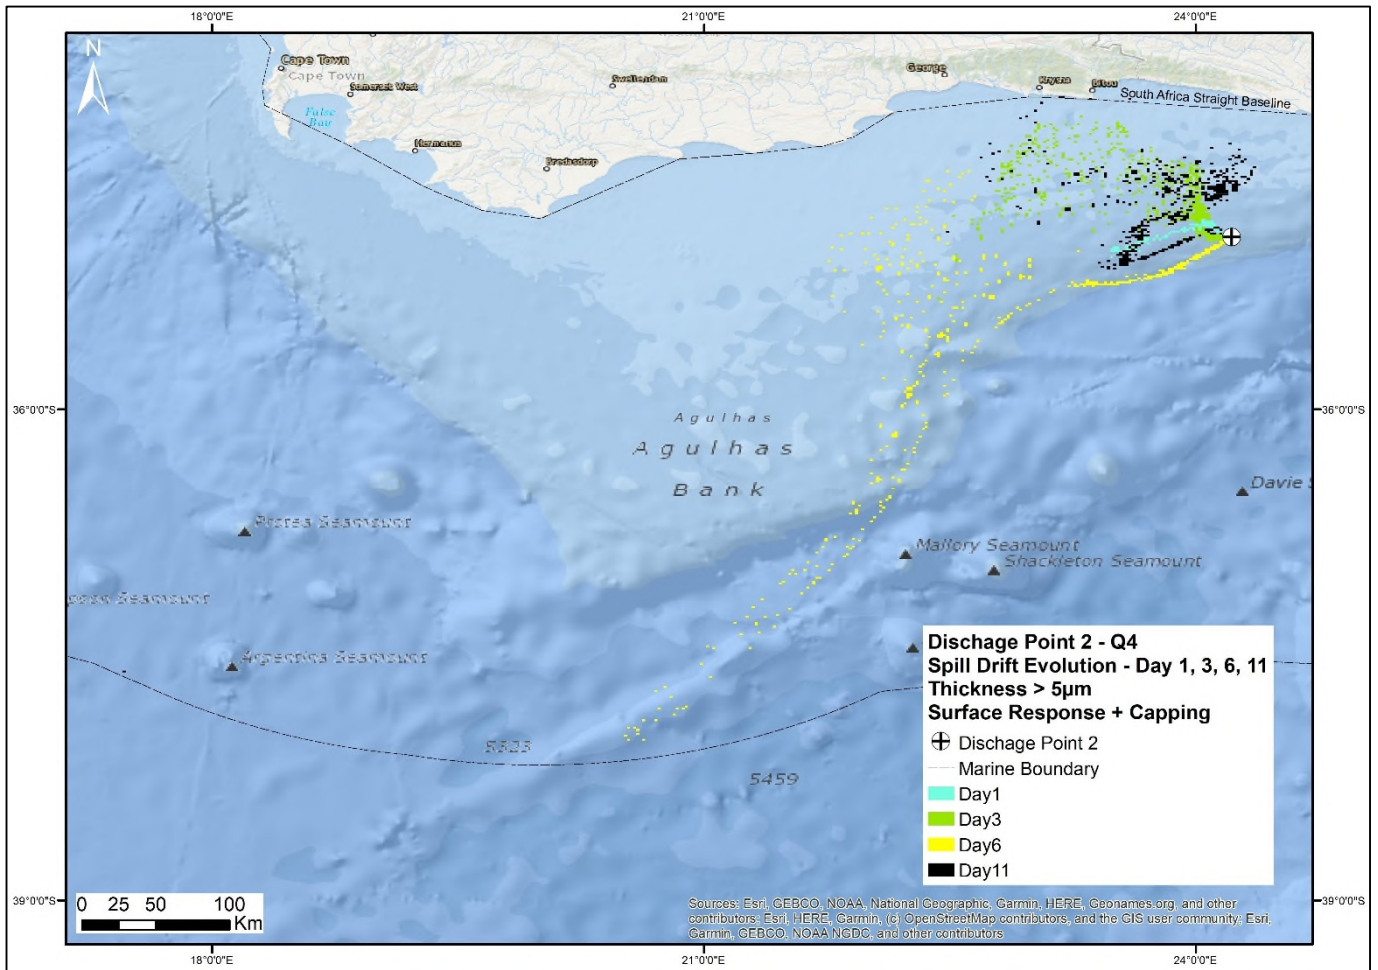 18°0'0"E
21°0'0"E
24°0'0"E
N
Cape Town
Cape Town
Somerset West
False
Bay
Hermanus
Swellendam
Bredasdorp
George
Knysna
Bitou
South Africa Straight Baseline
36°0'0"S
36°0'0"S
Agulhas
Agulhas
Bank
Davie S
Protea Seamount
Mallory Seamount
Shackleton Seamount
Seamount
Argentina Seamount
5323
5459
Dischage Point 2 - Q4
Spill Drift Evolution - Day 1, 3, 6, 11
Thickness > 5µm
Surface Response + Capping
Dischage Point 2
Marine Boundary
Day1
Day3
Day6
Day11
0 25 50 100
Km
39°0'0"S
39°0'0"S
Sources: Esri, GEBCO, NOAA, National Geographic, Garmin, HERE, Geonames.org, and other
contributors; Esri, HERE, Garmin, (c) OpenStreetMap contributors, and the GIS user community; Esri,
Garmin, GEBCO, NOAA NGDC, and other contributors
18°0'0"E
21°0'0"E
24°0'0"E